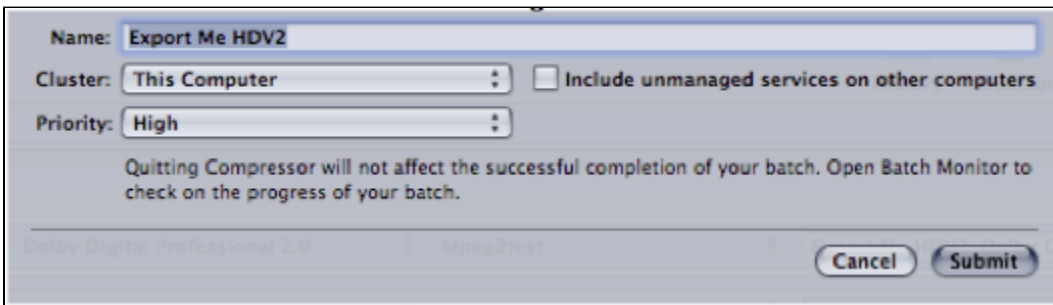 Name: Export Me HDV2
Cluster: This Computer Include unmanaged services on other computers
Priority: High
Quitting Compressor will not affect the successful completion of your batch. Open Batch Monitor to
check on the progress of your batch.
Dolby Digital Professional 2.0 Mpeg2test
Cancel Submit